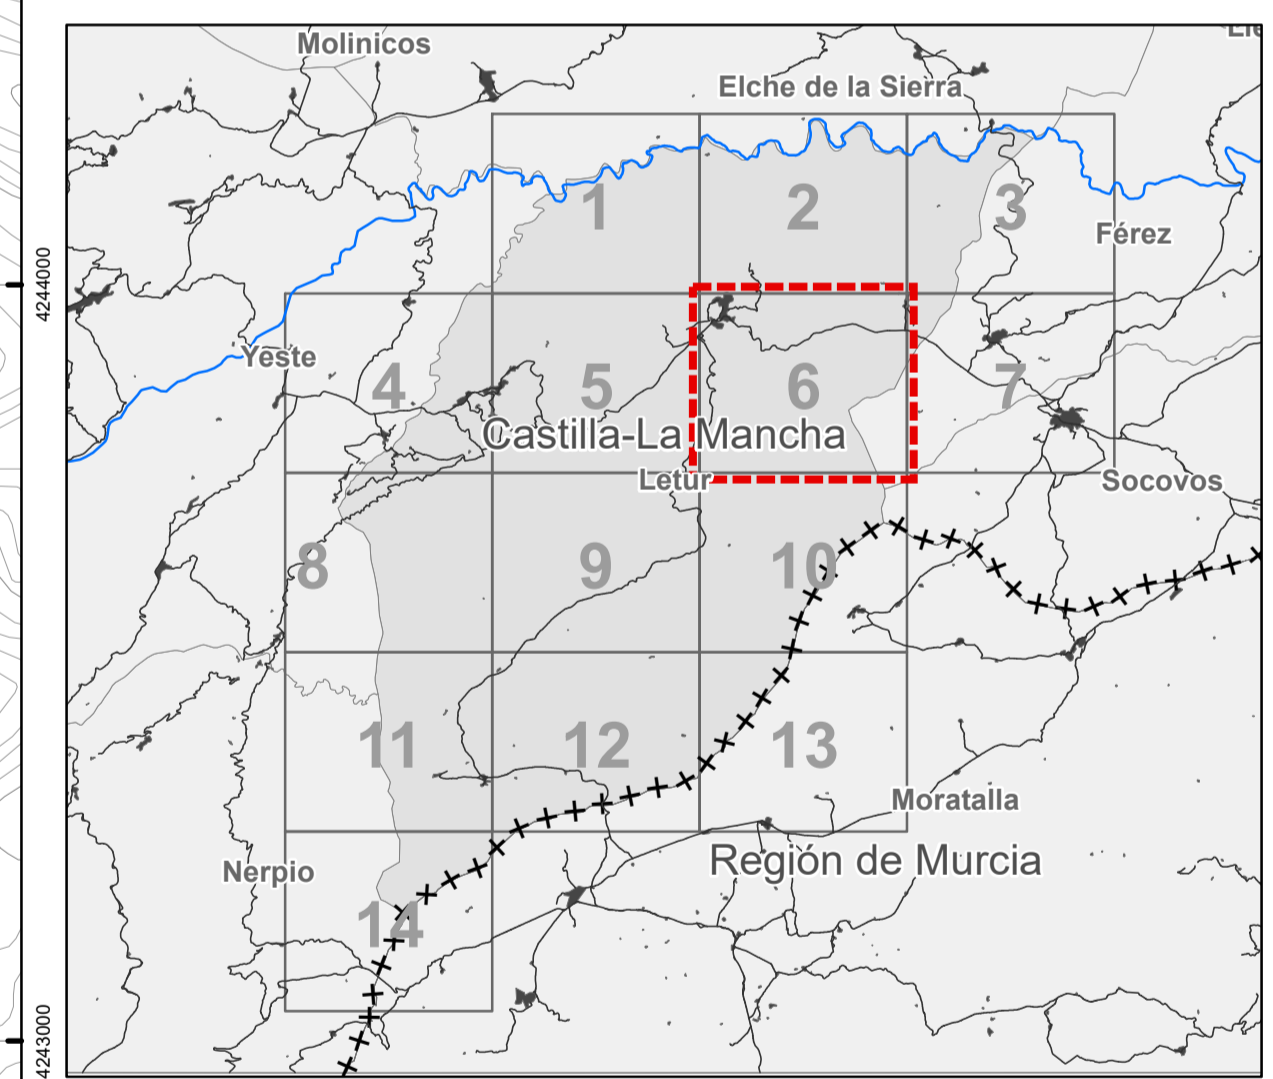 Molinicos
Elche de la Sierra
1
2
3
Férez
4244000
Yeste
4
5
6
7
Castilla-La Mancha
Letur
Socovos
8
9
10
11
12
13
Moratalla
Región de Murcia
Nerpio
14
4243000